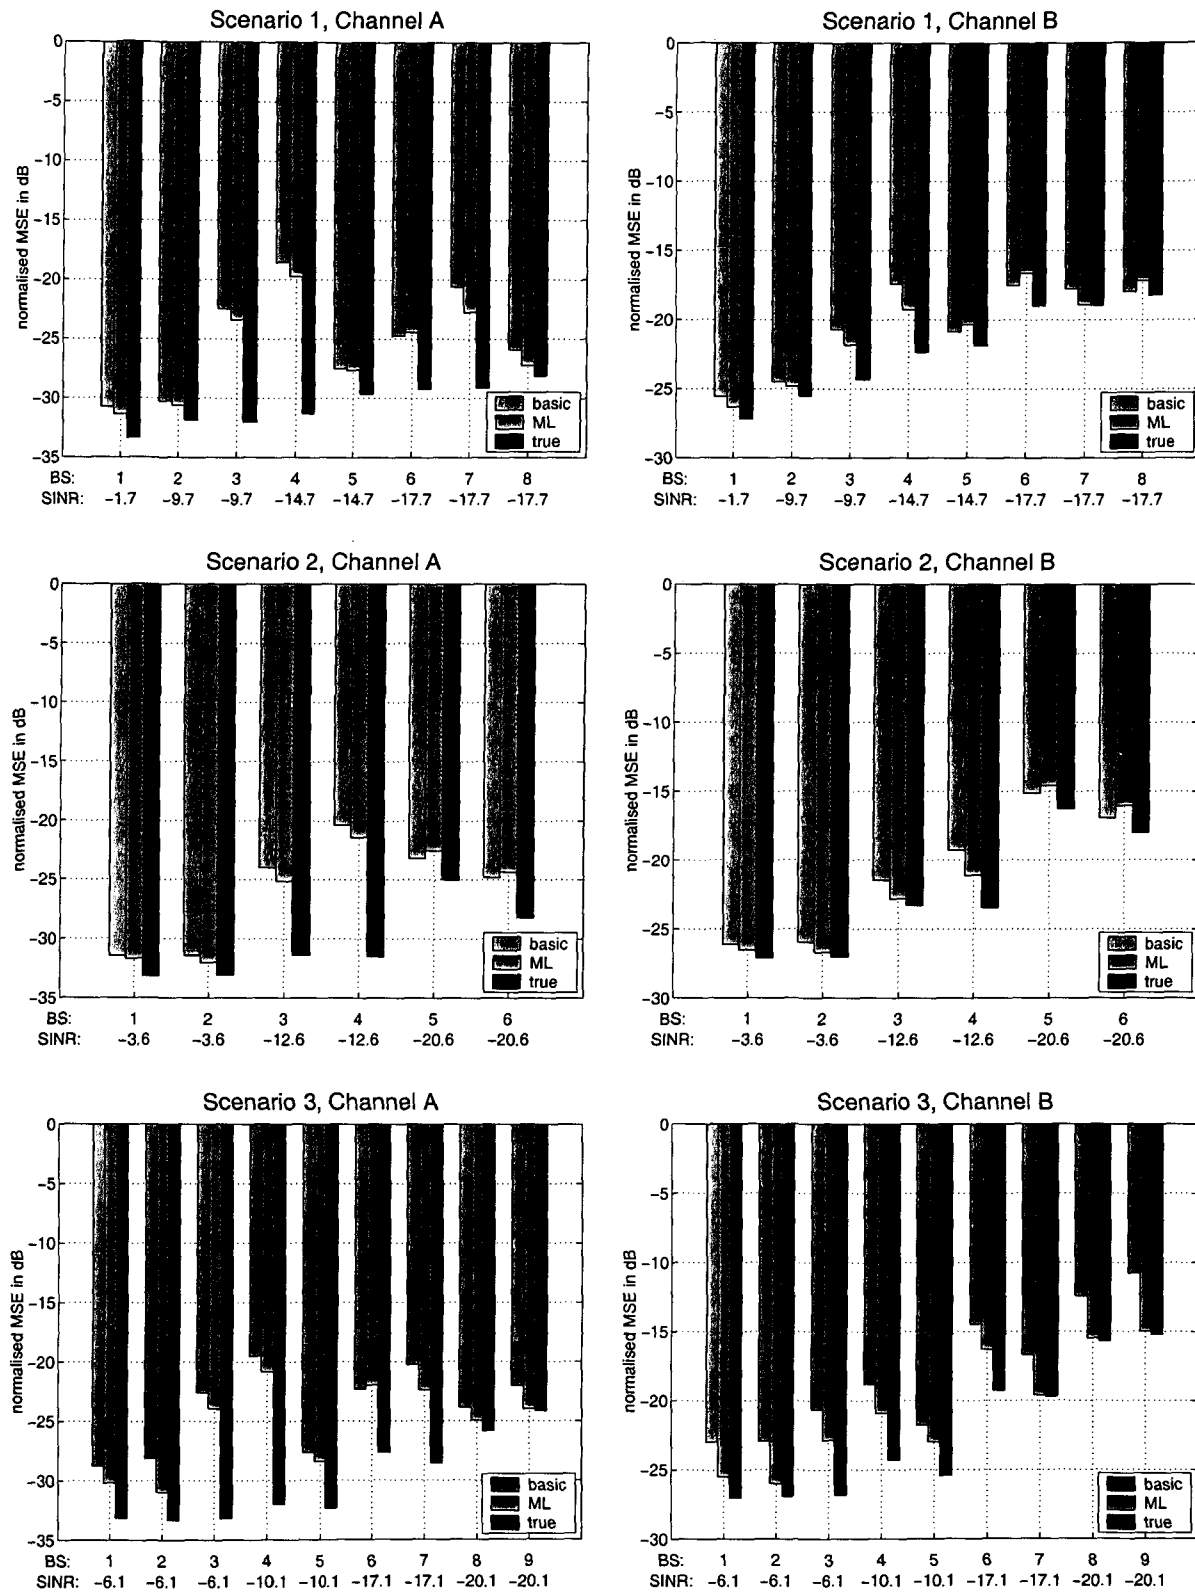 Scenario 1, Channel A
normalised MSE in dB
0
−5
−10
−15
−20
−25
−30
−35
basic
ML
true
BS: 1 2 3 4 5 6 7 8
SINR: −1.7 −9.7 −9.7 −14.7 −14.7 −17.7 −17.7 −17.7
Scenario 1, Channel B
normalised MSE in dB
0
−5
−10
−15
−20
−25
−30
basic
ML
true
BS: 1 2 3 4 5 6 7 8
SINR: −1.7 −9.7 −9.7 −14.7 −14.7 −17.7 −17.7 −17.7
Scenario 2, Channel A
normalised MSE in dB
0
−5
−10
−15
−20
−25
−30
−35
basic
ML
true
BS: 1 2 3 4 5 6
SINR: −3.6 −3.6 −12.6 −12.6 −20.6 −20.6
Scenario 2, Channel B
normalised MSE in dB
0
−5
−10
−15
−20
−25
−30
basic
ML
true
BS: 1 2 3 4 5 6
SINR: −3.6 −3.6 −12.6 −12.6 −20.6 −20.6
Scenario 3, Channel A
normalised MSE in dB
0
−5
−10
−15
−20
−25
−30
−35
basic
ML
true
BS: 1 2 3 4 5 6 7 8 9
SINR: −6.1 −6.1 −6.1 −10.1 −10.1 −17.1 −17.1 −20.1 −20.1
Scenario 3, Channel B
normalised MSE in dB
0
−5
−10
−15
−20
−25
−30
basic
ML
true
BS: 1 2 3 4 5 6 7 8 9
SINR: −6.1 −6.1 −6.1 −10.1 −10.1 −17.1 −17.1 −20.1 −20.1